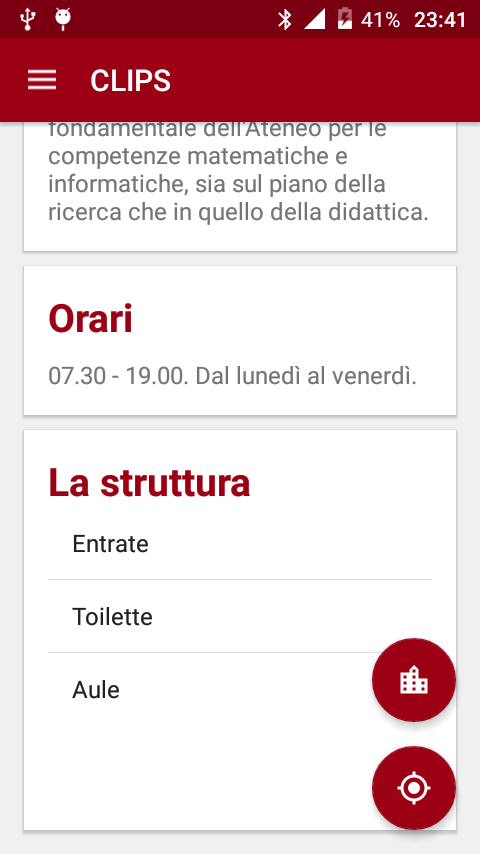 41% 23:41
CLIPS
fondamentale dell'Ateneo per le
competenze matematiche e
informatiche, sia sul piano della
ricerca che in quello della didattica.
Orari
07.30 - 19.00. Dal lunedì al venerdì.
La struttura
Entrate
Toilette
Aule